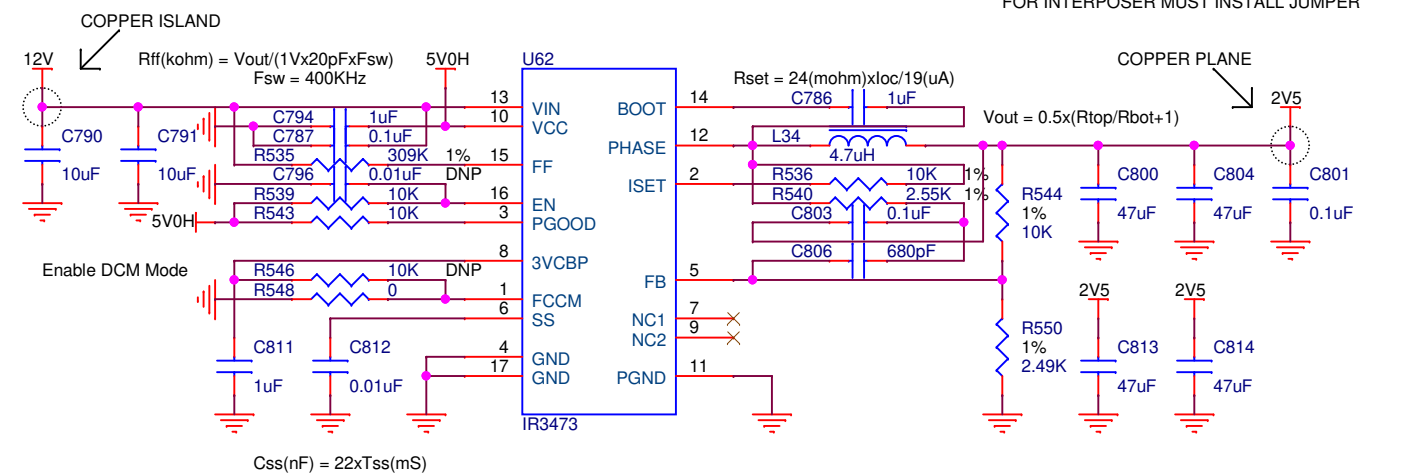 FOR INTERPOSER MUST INSTALL JUMPER
COPPER ISLAND
COPPER PLANE
12V
Rff(kohm) = Vout/(1Vx20pFxFsw)
Fsw = 400KHz
5V0H
U62
Rset = 24(mohm)xIoc/19(uA)
2V5
Vout = 0.5x(Rtop/Rbot+1)
C790
10uF
C791
10uF
C794 1uF
C787 0.1uF
R535 309K 1%
C796 0.01uF DNP
R539 10K
R543 10K
5V0H
Enable DCM Mode
R546 10K DNP
R548 0
C811
1uF
C812
0.01uF
13 VIN
10 VCC
15 FF
16 EN
3 PGOOD
8 3VCBP
1 FCCM
6 SS
4 GND
17 GND
BOOT 14
PHASE 12
ISET 2
FB 5
NC1 7
NC2 9
PGND 11
IR3473
C786 1uF
L34
4.7uH
R536 10K 1%
R540 2.55K 1%
C803 0.1uF
C806 680pF
R544
1%
10K
R550
1%
2.49K
C800
47uF
C804
47uF
C801
0.1uF
2V5
C813
47uF
2V5
C814
47uF
Css(nF) = 22xTss(mS)